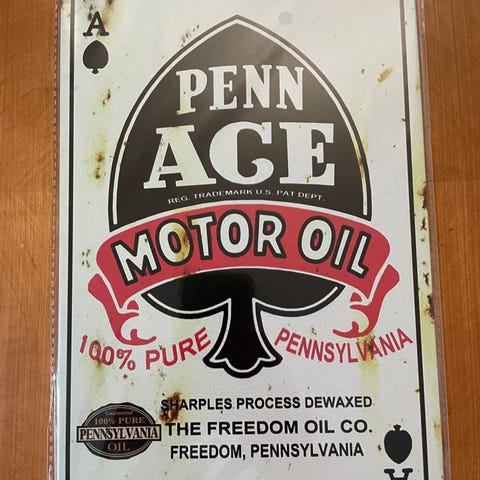 A
PENN
ACE
REG. TRADEMARK U.S. PAT DEPT.
MOTOR OIL
100% PURE PENNSYLVANIA
SHARPLES PROCESS DEWAXED
THE FREEDOM OIL CO.
FREEDOM, PENNSYLVANIA
Guaranteed
100% PURE
PENNSYLVANIA
OIL
A